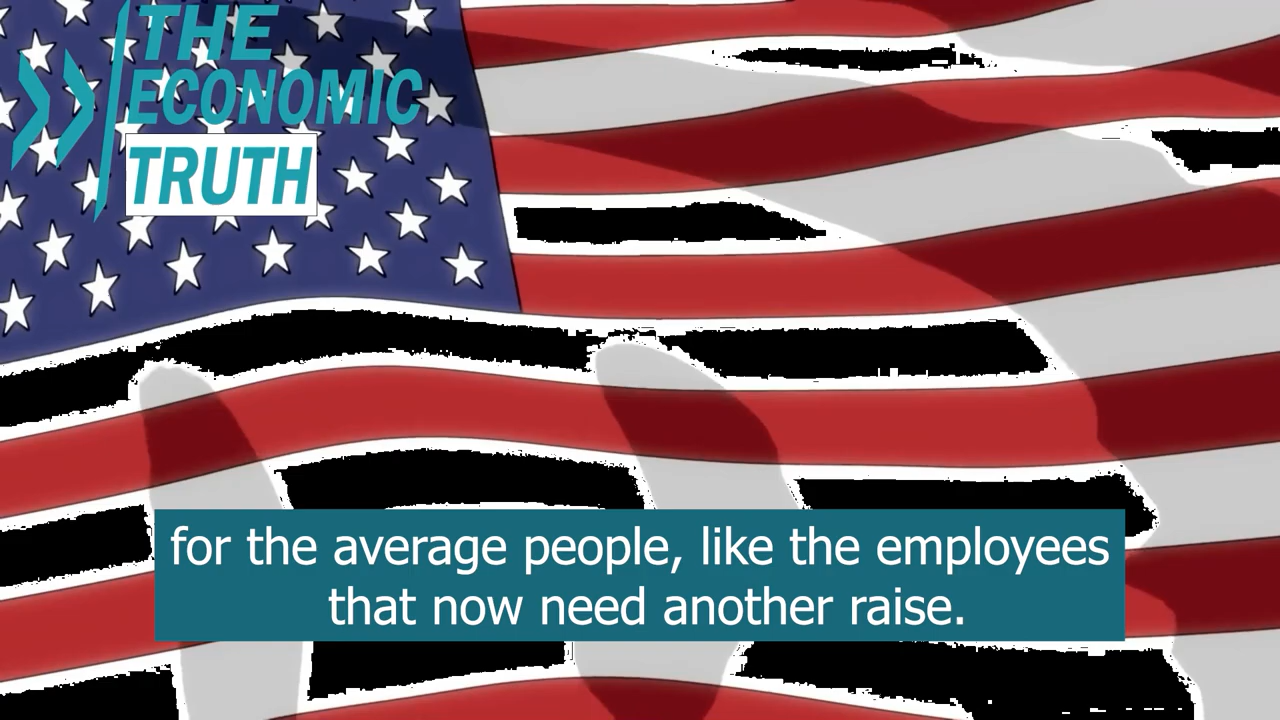 THE
ECONOMIC
TRUTH
for the average people, like the employees
that now need another raise.